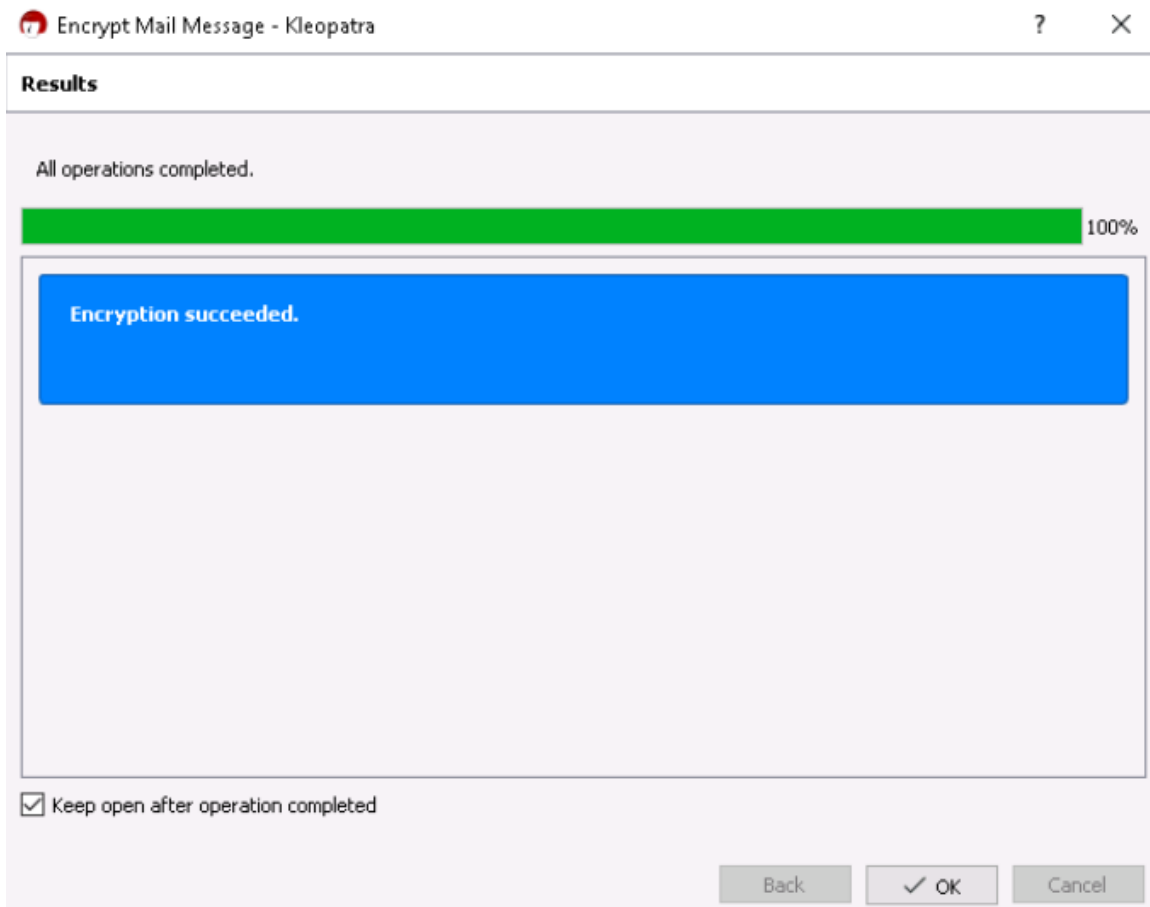 Encrypt Mail Message - Kleopatra
?
Results
All operations completed.
100%
Encryption succeeded.
Keep open after operation completed
Back
OK
Cancel